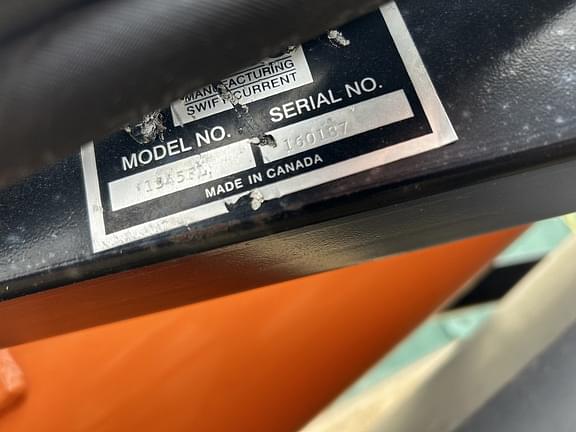 MANUFACTURING
SWIFT CURRENT
MODEL NO. SERIAL NO.
160187
MADE IN CANADA